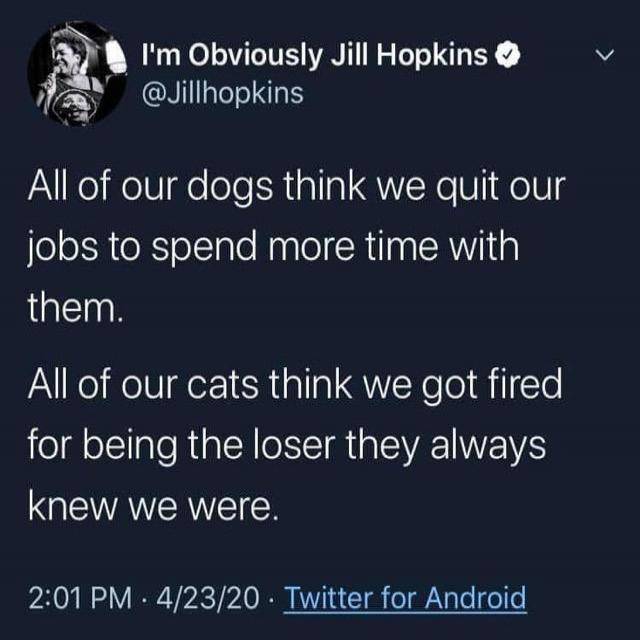 I'm Obviously Jill Hopkins
@Jillhopkins
All of our dogs think we quit our
jobs to spend more time with
them.
All of our cats think we got fired
for being the loser they always
knew we were.
2:01 PM · 4/23/20 · Twitter for Android